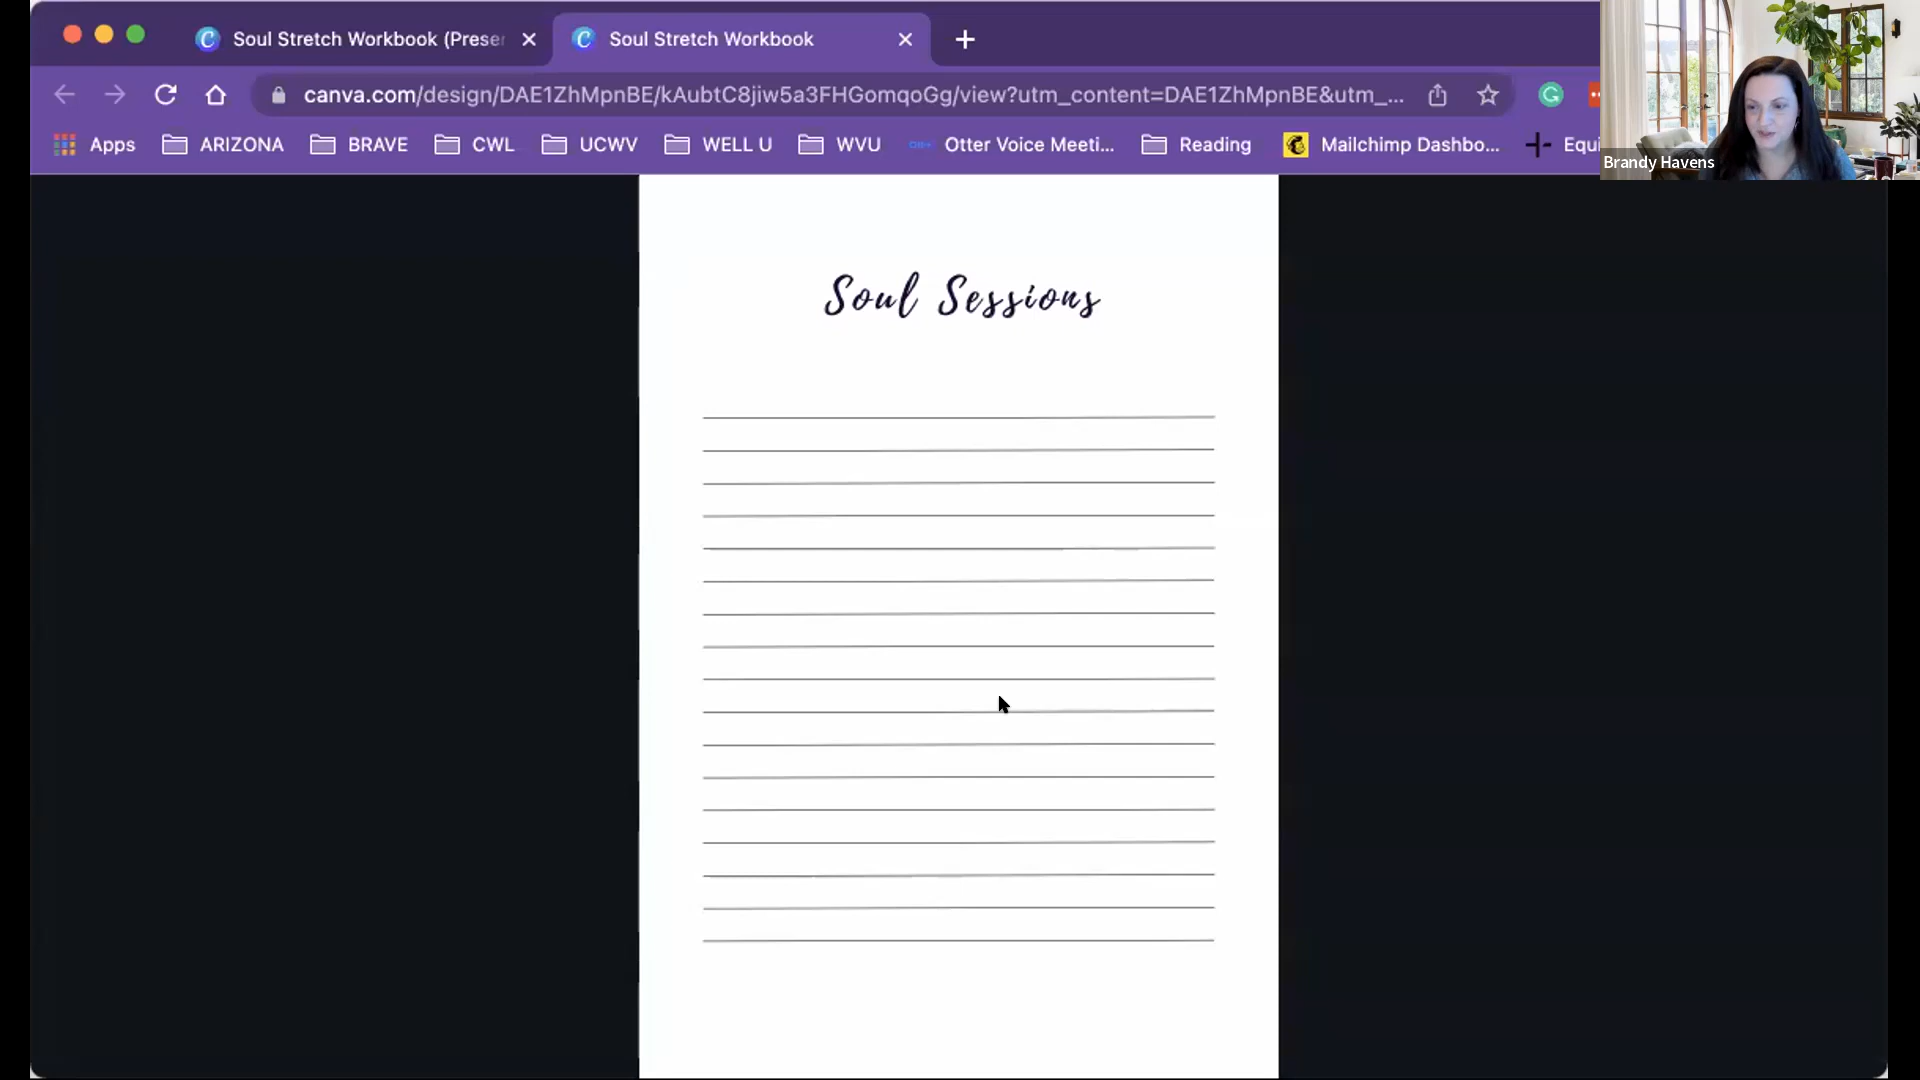 Soul Stretch Workbook (Preser
Soul Stretch Workbook
canva.com/design/DAE1ZhMpnBE/kAubtC8jiw5a3FHGomqoGg/view?utm_content=DAE1ZhMpnBE&utm_...
Apps ARIZONA BRAVE CWL UCWV WELL U WVU Otter Voice Meeti... Reading Mailchimp Dashbo... Equi
Brandy Havens
Soul Sessions